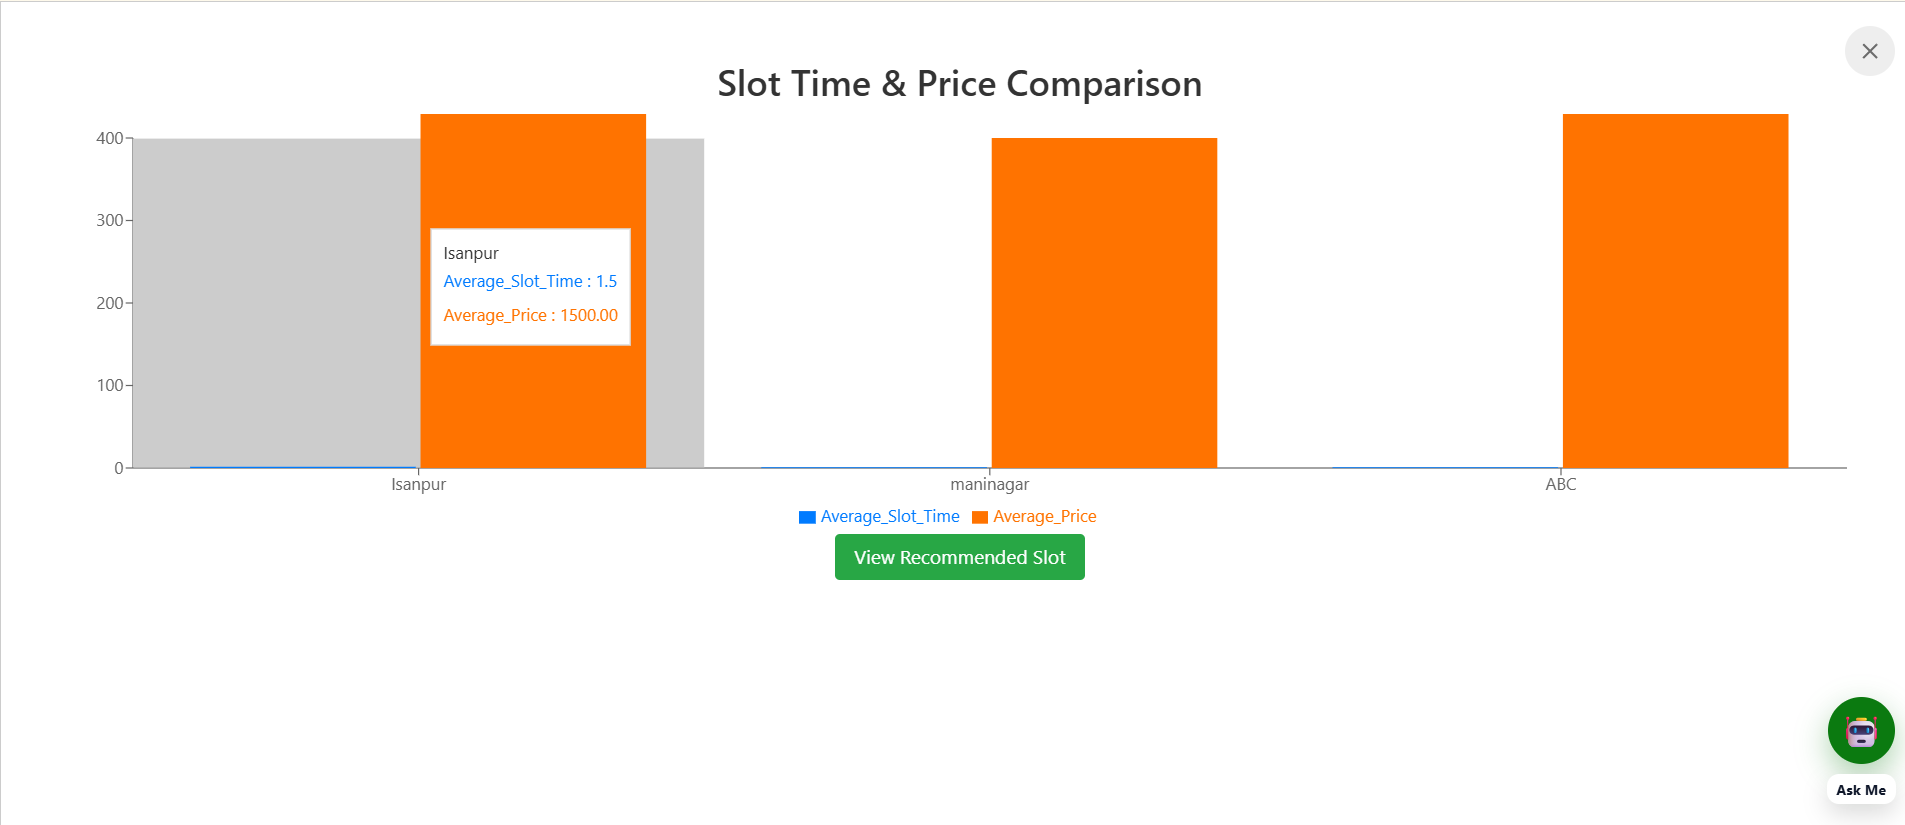 Slot Time & Price Comparison
400
300
200
100
0
Isanpur
Average_Slot_Time : 1.5
Average_Price : 1500.00
Isanpur
maninagar
ABC
Average_Slot_Time
Average_Price
View Recommended Slot
Ask Me